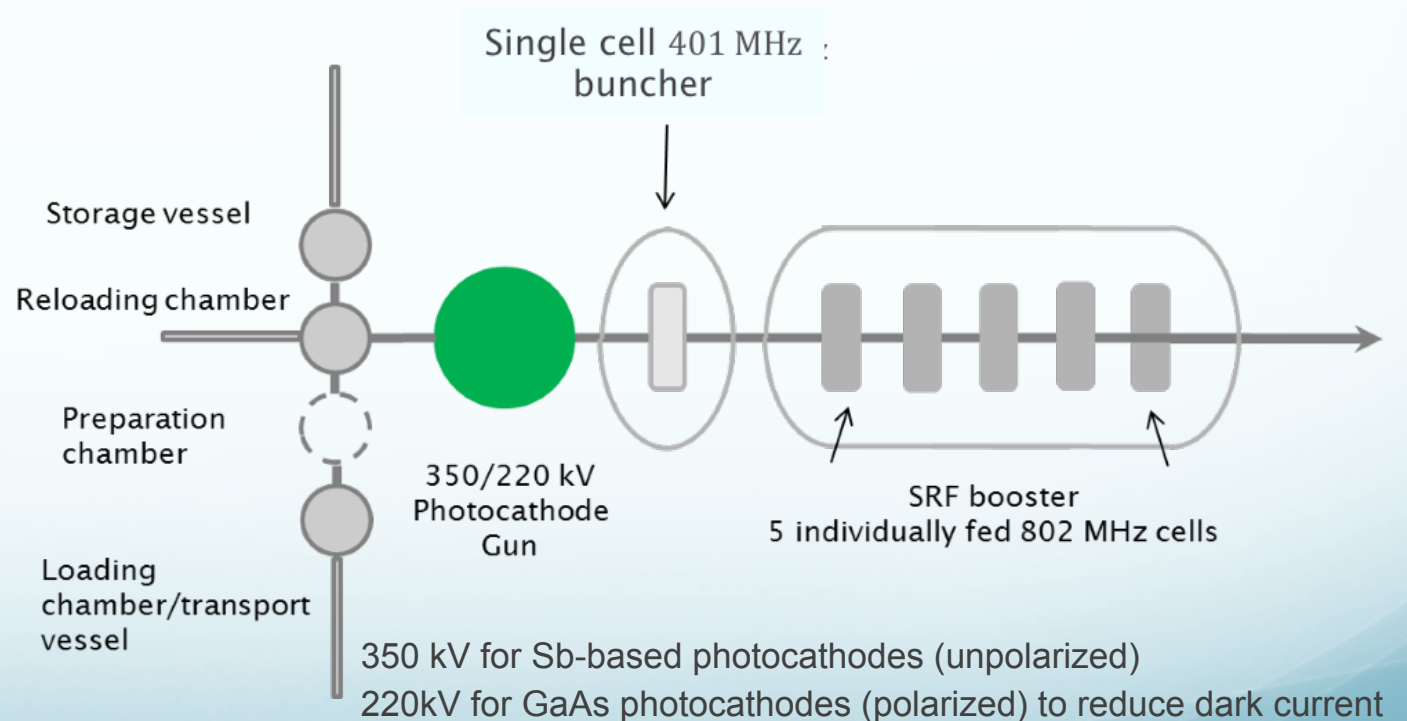 Single cell 401 MHz :
buncher
Storage vessel
Reloading chamber
Preparation
chamber
350/220 kV
Photocathode
Gun
SRF booster
5 individually fed 802 MHz cells
Loading
chamber/transport
vessel
350 kV for Sb-based photocathodes (unpolarized)
220kV for GaAs photocathodes (polarized) to reduce dark current